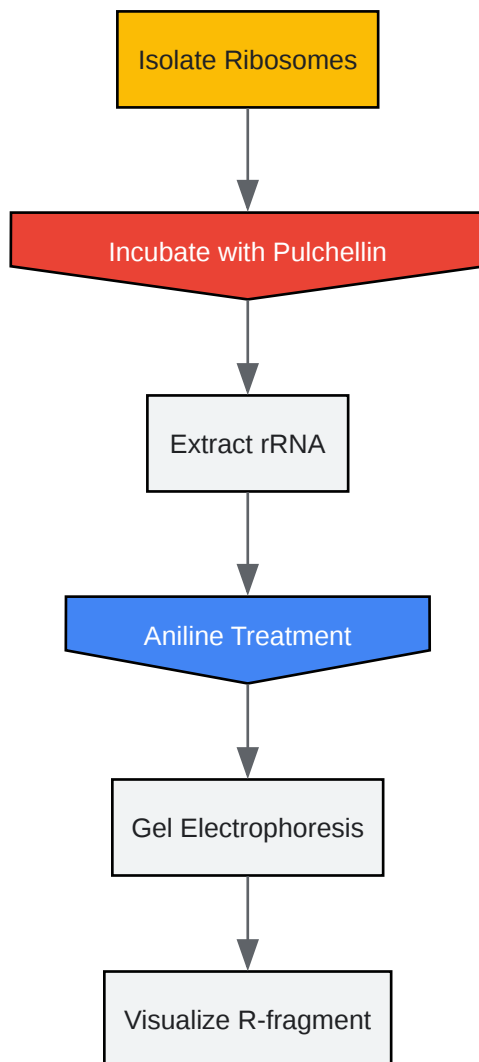 Isolate Ribosomes
Incubate with Pulchellin
Extract rRNA
Aniline Treatment
Gel Electrophoresis
Visualize R-fragment